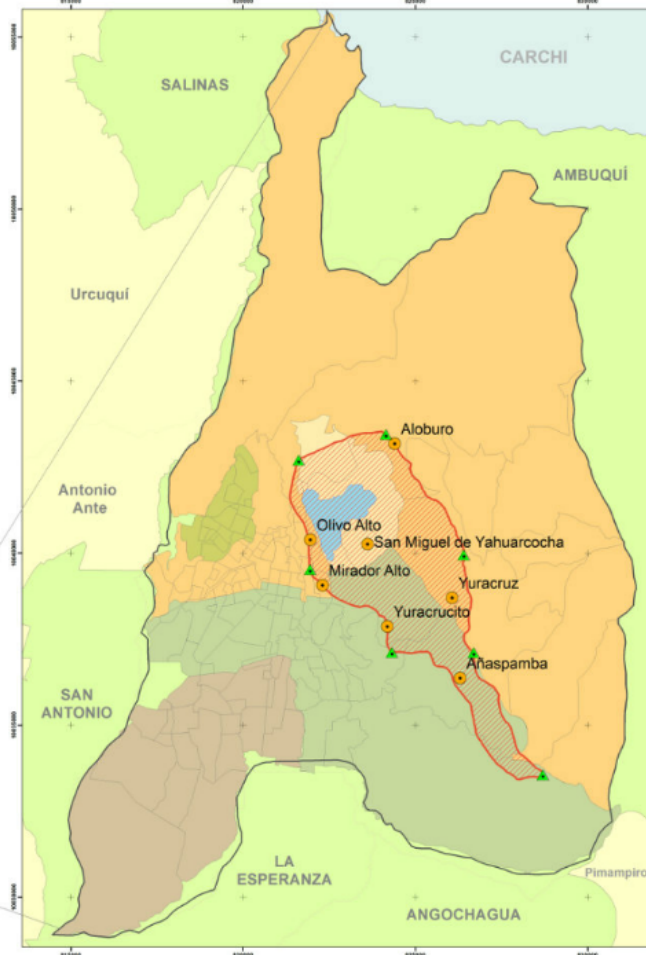 CARCHI
SALINAS
AMBUQUÍ
Urcuquí
Aloburo
Antonio
Ante
Olivo Alto
San Miguel de Yahuarcocha
Mirador Alto
Yuracruz
Yuracrucito
Añaspamba
SAN
ANTONIO
LA
ESPERANZA
Pimampiro
ANGOCHAGUA